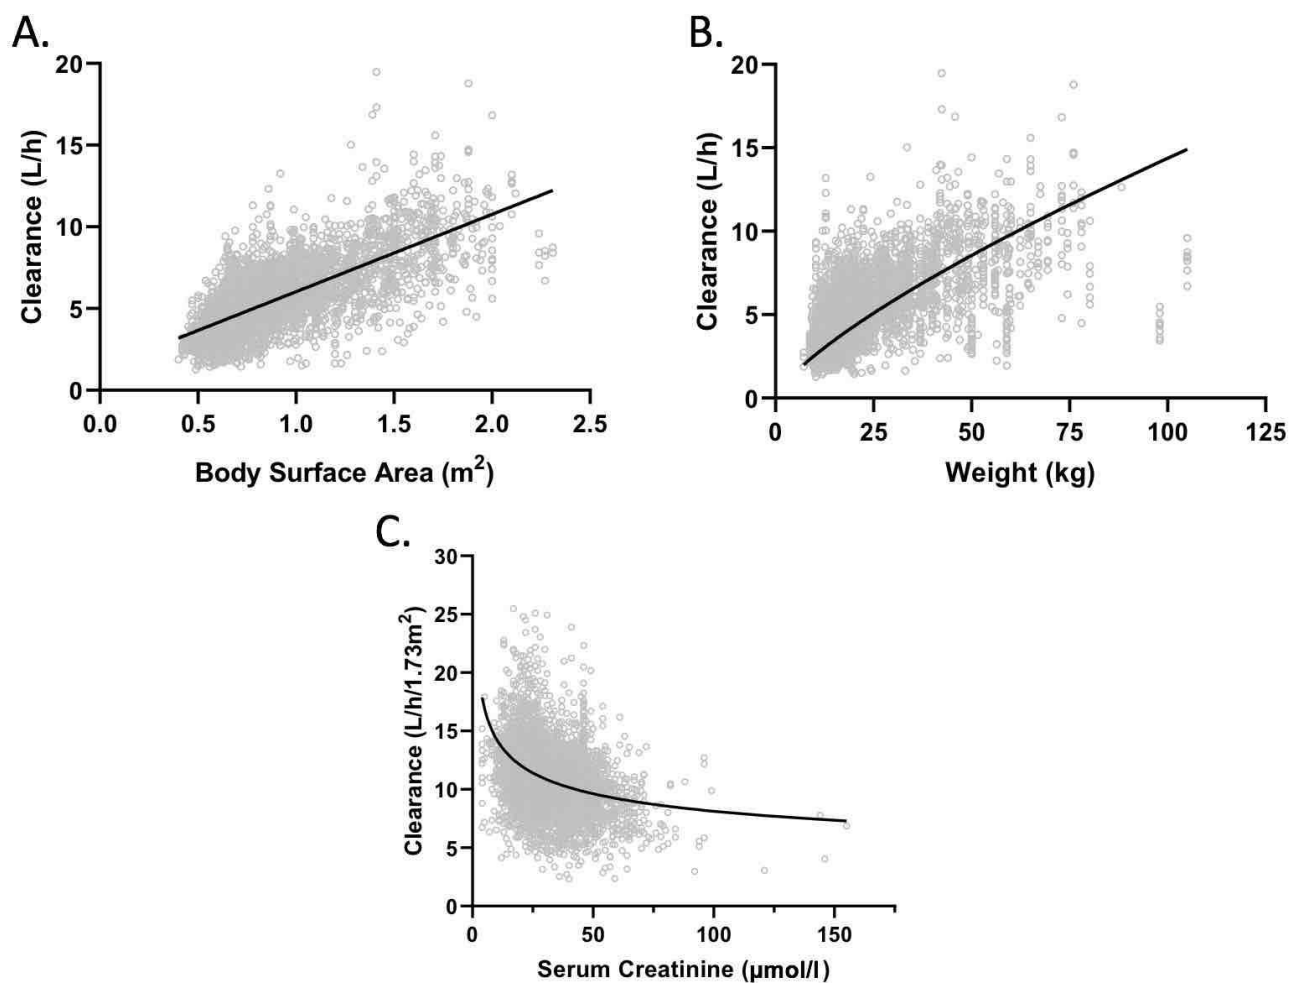 A.
20
15
10
5
0
Clearance (L/h)
0.0 0.5 1.0 1.5 2.0 2.5
Body Surface Area (m²)
B.
20
15
10
5
0
Clearance (L/h)
0 25 50 75 100 125
Weight (kg)
C.
30
25
20
15
10
5
0
Clearance (L/h/1.73m²)
0 50 100 150
Serum Creatinine (μmol/l)